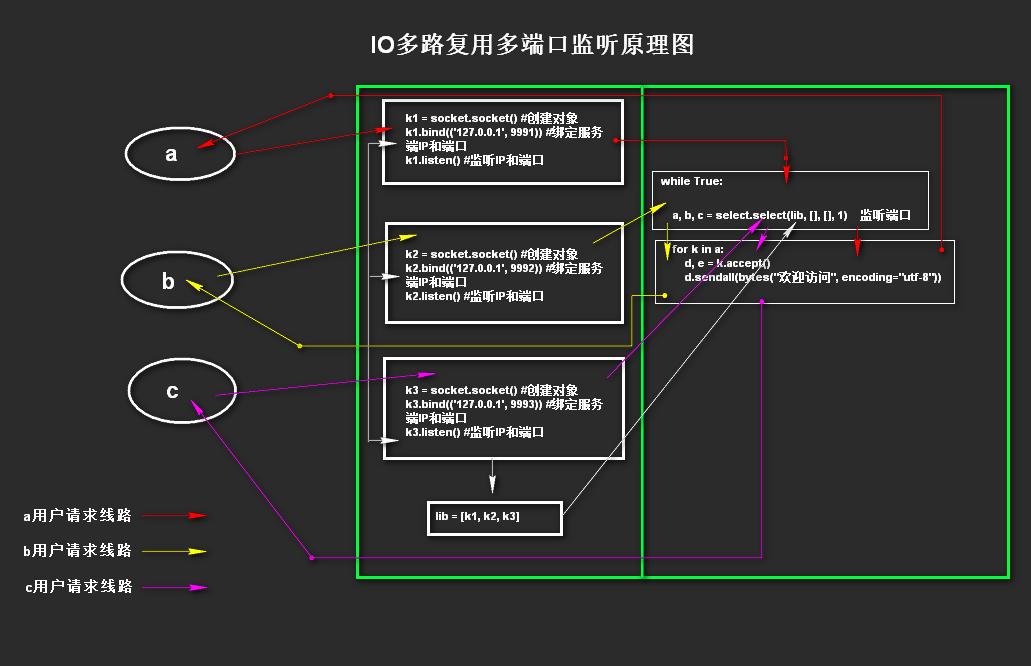 IO多路复用多端口监听原理图
k1 = socket.socket() #创建对象
k1.bind(('127.0.0.1', 9991)) #绑定服务
端IP和端口
k1.listen() #监听IP和端口
a
while True:
a, b, c = select.select(lib, [], [], 1) 监听端口
for k in a:
d, e = k.accept()
d.sendall(bytes("欢迎访问", encoding="utf-8"))
k2 = socket.socket() #创建对象
k2.bind(('127.0.0.1', 9992)) #绑定服务
端IP和端口
k2.listen() #监听IP和端口
b
k3 = socket.socket() #创建对象
k3.bind(('127.0.0.1', 9993)) #绑定服务
端IP和端口
k3.listen() #监听IP和端口
c
lib = [k1, k2, k3]
a用户请求线路
b用户请求线路
c用户请求线路